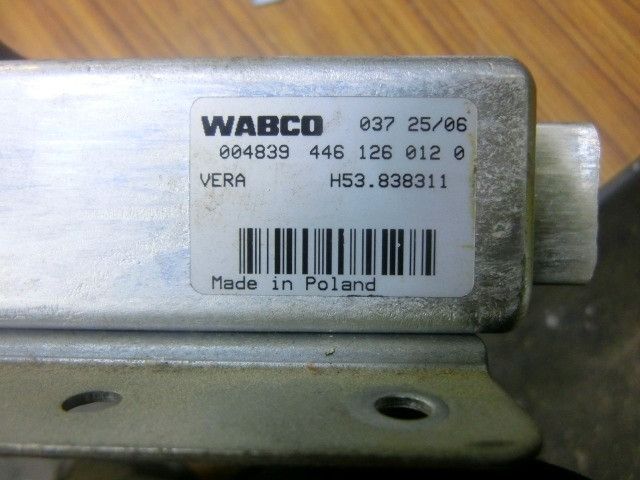 WABCO 037 25/06
004839 446 126 012 0
VERA H53.838311
Made in Poland